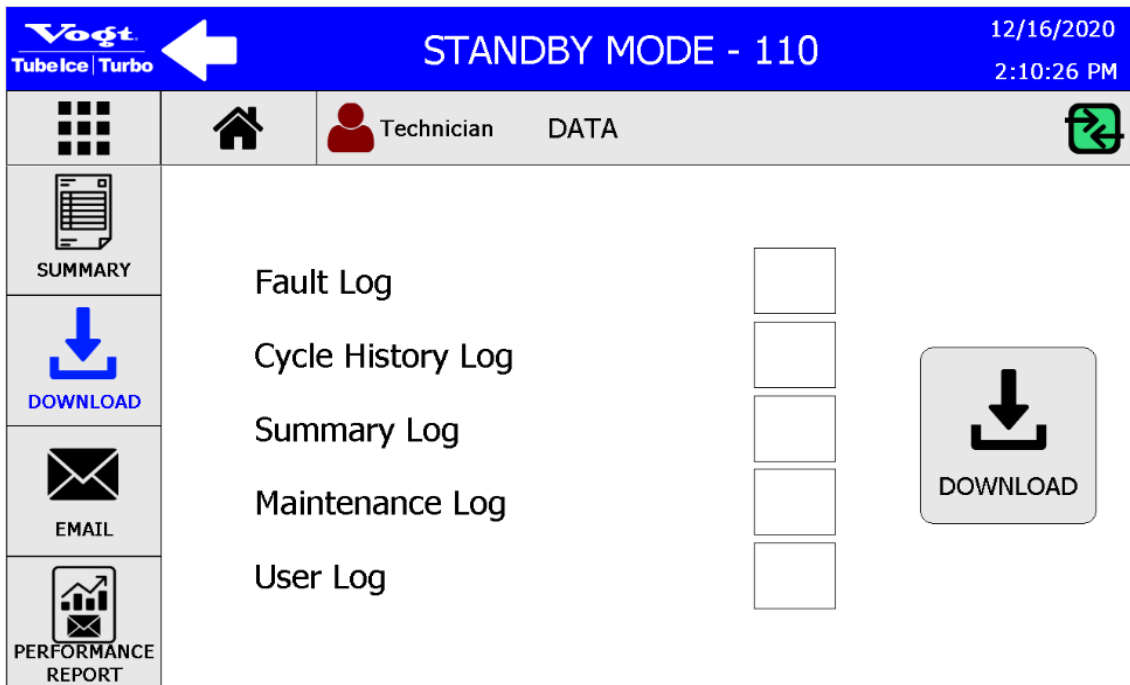 Vogt.
Tube Ice | Turbo
STANDBY MODE - 110
12/16/2020
2:10:26 PM
Technician
DATA
SUMMARY
DOWNLOAD
EMAIL
PERFORMANCE
REPORT
Fault Log
Cycle History Log
Summary Log
Maintenance Log
User Log
DOWNLOAD